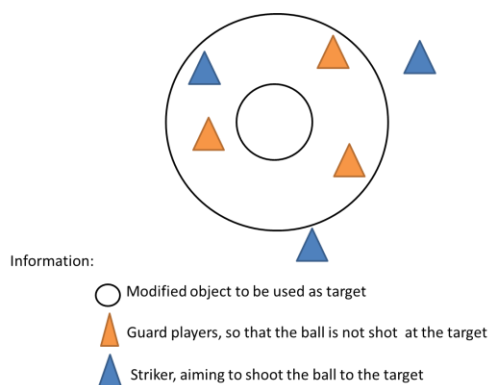 Information:
Modified object to be used as target
Guard players, so that the ball is not shot at the target
Striker, aiming to shoot the ball to the target